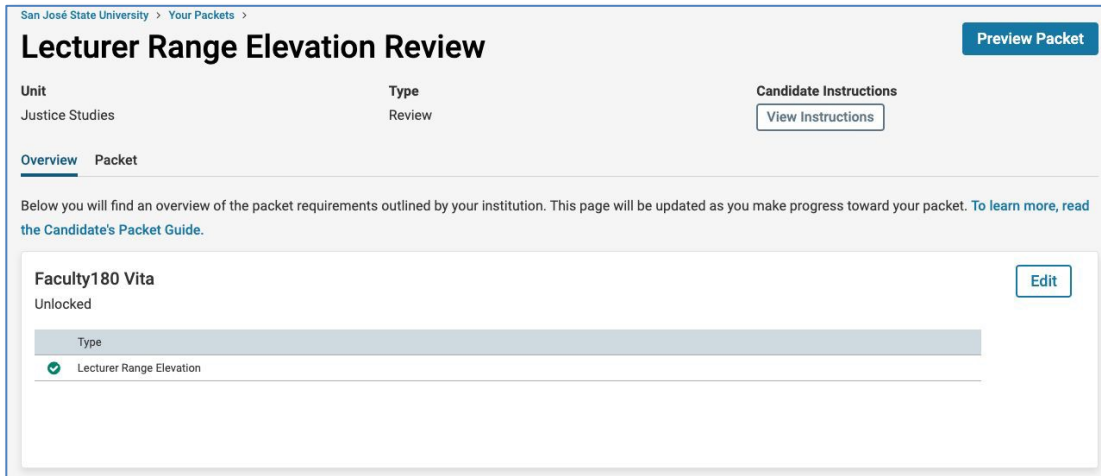 San José State University > Your Packets >
Lecturer Range Elevation Review
Preview Packet
Unit
Justice Studies
Type
Review
Candidate Instructions
View Instructions
Overview Packet
Below you will find an overview of the packet requirements outlined by your institution. This page will be updated as you make progress toward your packet. To learn more, read
the Candidate's Packet Guide.
Faculty180 Vita
Edit
Unlocked
Type
Lecturer Range Elevation